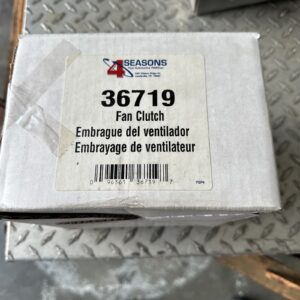 4 SEASONS
36719
Fan Clutch
Embrague del ventilador
Embrayage de ventilateur